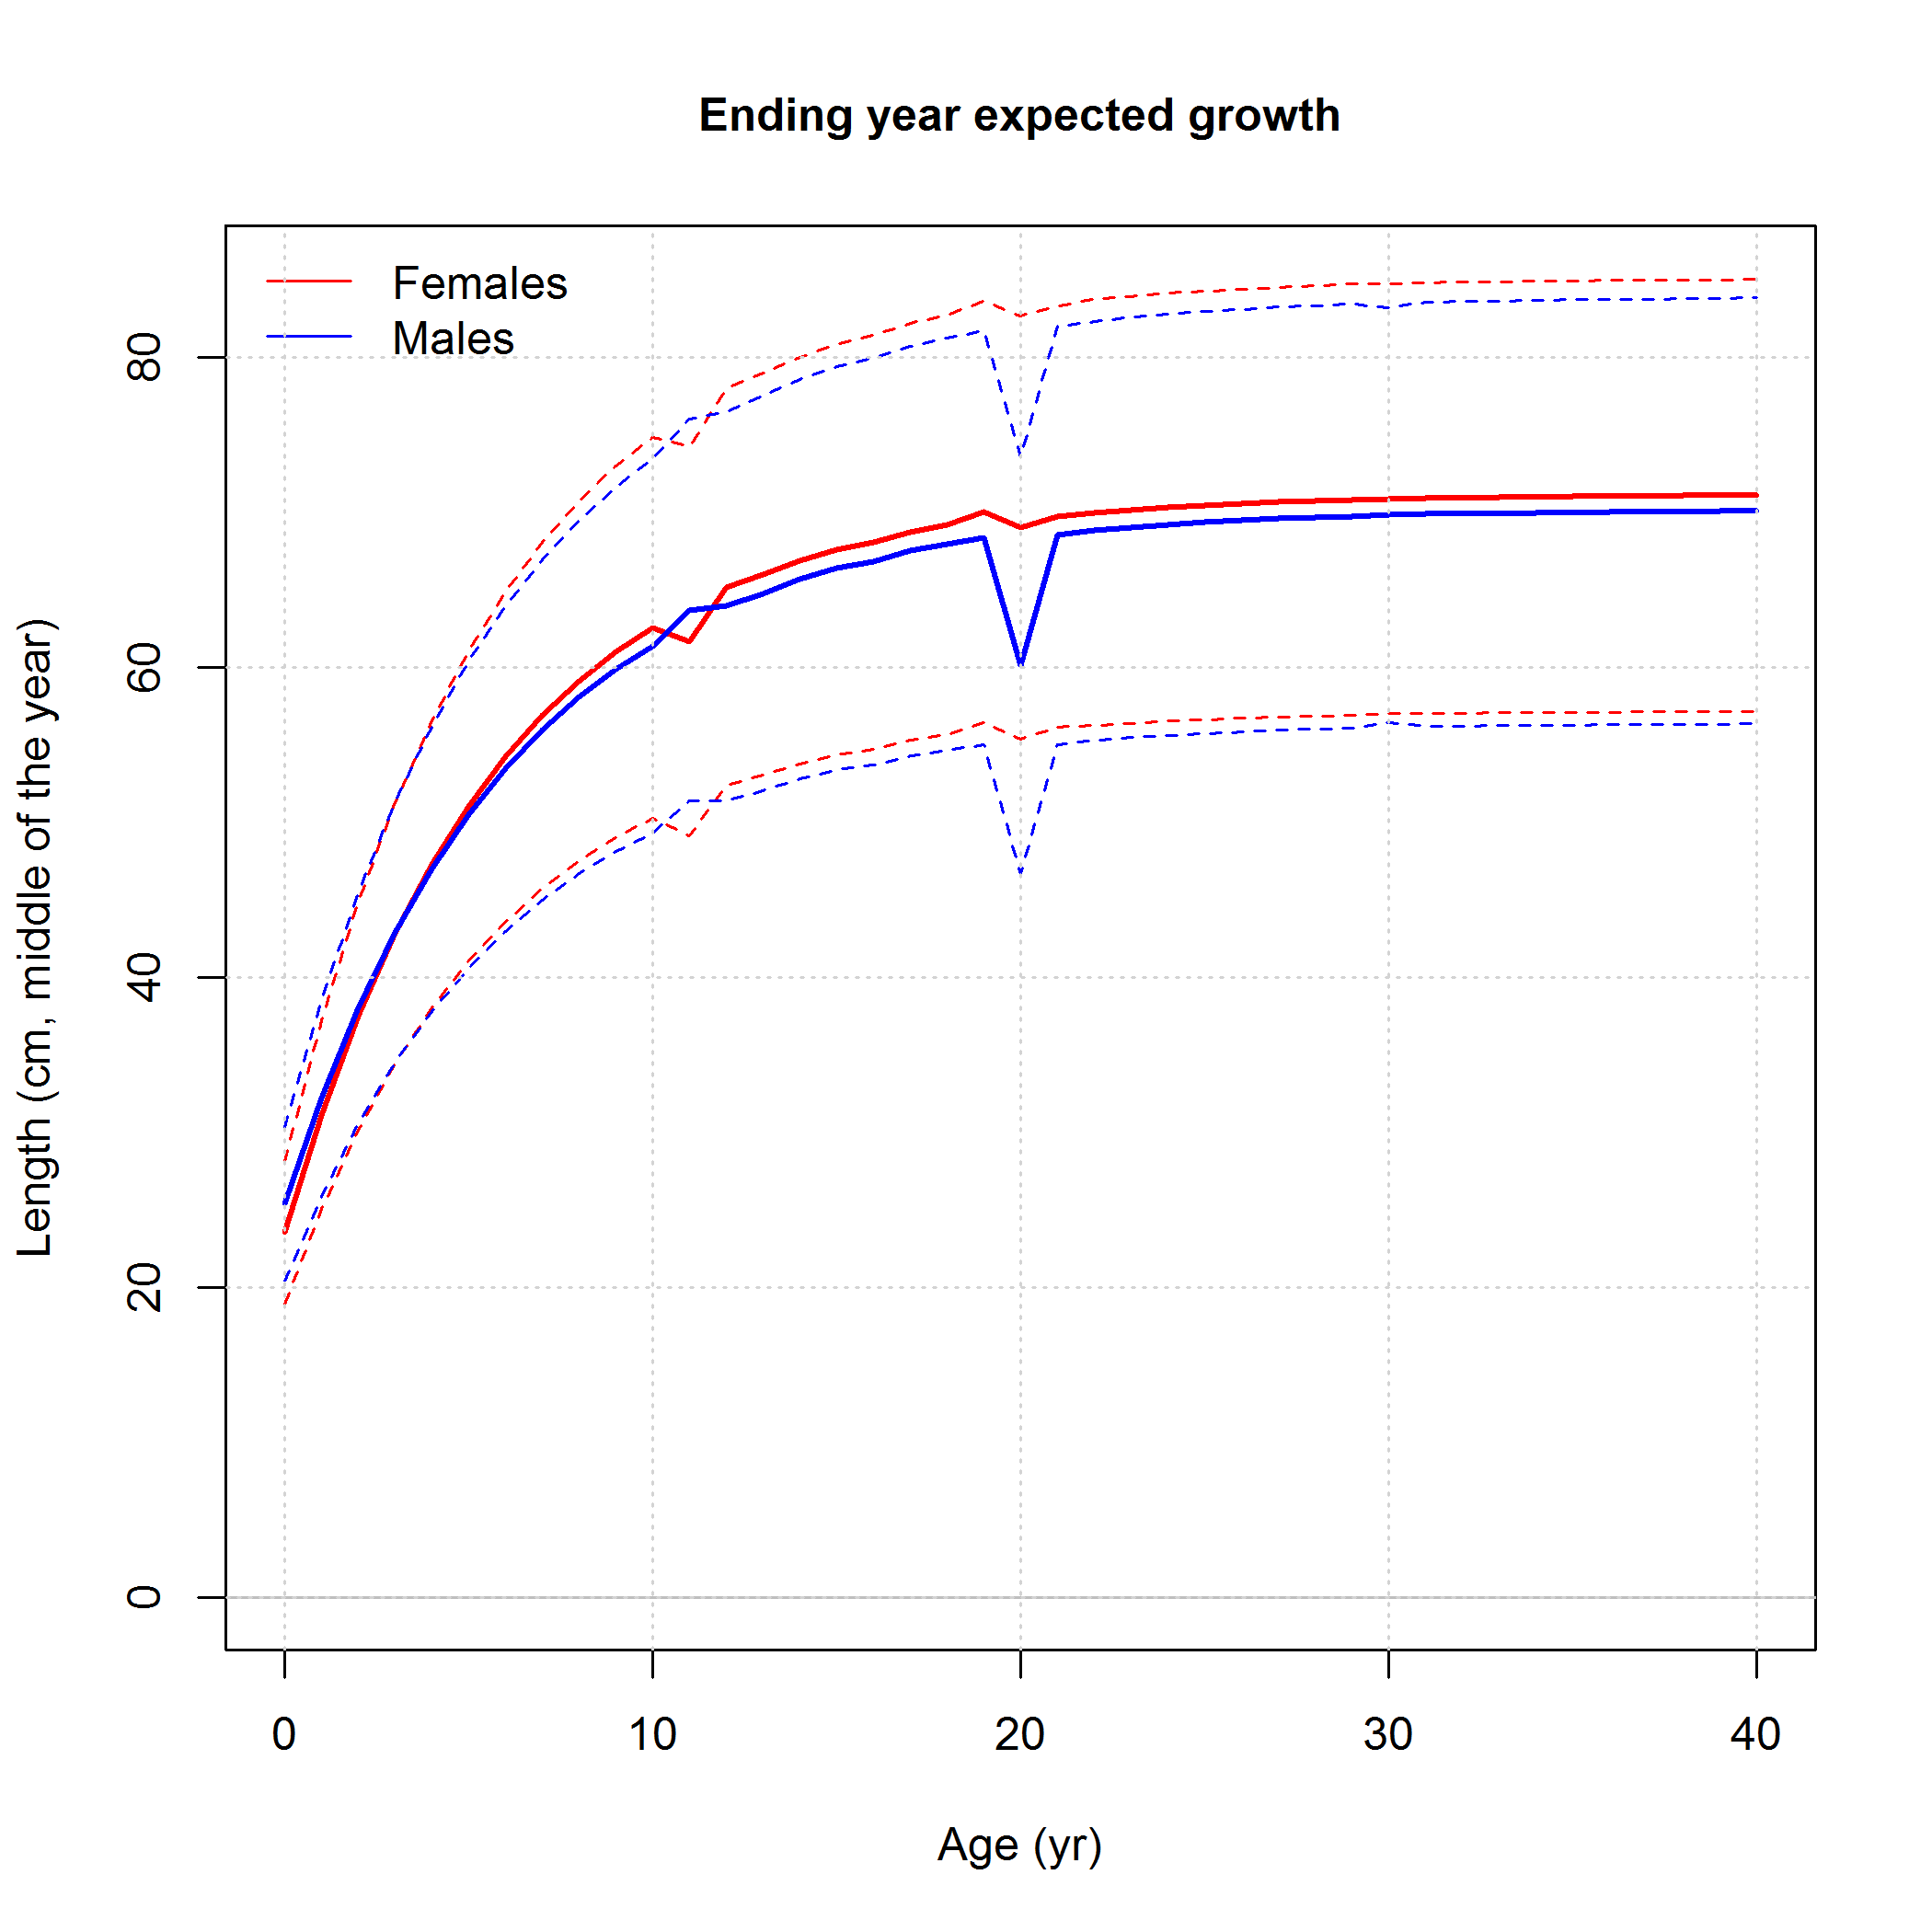 Ending year expected growth
Females
Males
Length (cm, middle of the year)
80
60
40
20
0
0 10 20 30 40
Age (yr)